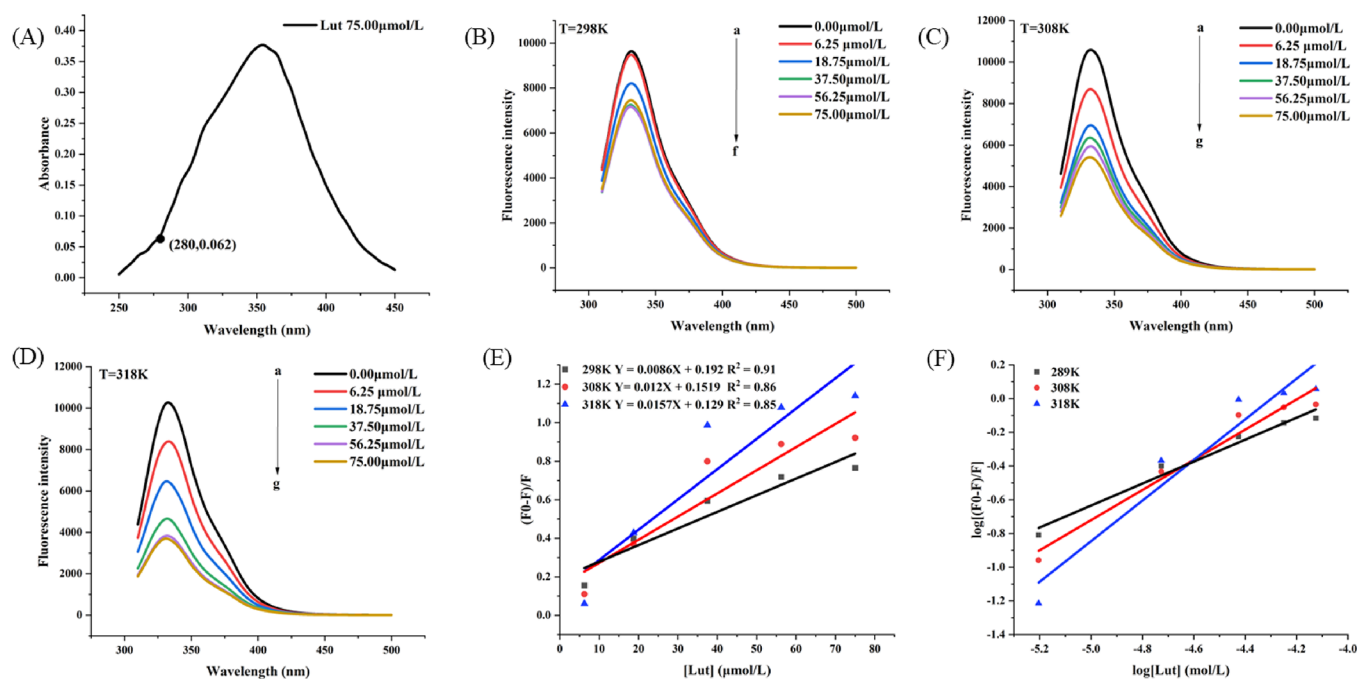 (A)
Lut 75.00μmol/L
0.40
0.35
0.30
0.25
0.20
0.15
0.10
0.05
0.00
Absorbance
(280,0.062)
250 300 350 400 450
Wavelength (nm)
(B)
T=298K
10000
8000
6000
4000
2000
0
Fluorescence intensity
a
f
0.00μmol/L
6.25 μmol/L
18.75μmol/L
37.50μmol/L
56.25μmol/L
75.00μmol/L
300 350 400 450 500
Wavelength (nm)
(C)
T=308K
12000
10000
8000
6000
4000
2000
0
Fluorescence intensity
a
g
0.00μmol/L
6.25 μmol/L
18.75μmol/L
37.50μmol/L
56.25μmol/L
75.00μmol/L
300 350 400 450 500
Wavelength (nm)
(D)
T=318K
12000
10000
8000
6000
4000
2000
0
Fluorescence intensity
a
g
0.00μmol/L
6.25 μmol/L
18.75μmol/L
37.50μmol/L
56.25μmol/L
75.00μmol/L
300 350 400 450 500
Wavelength (nm)
(E)
298K Y = 0.0086X + 0.192 R² = 0.91
308K Y = 0.012X + 0.1519 R² = 0.86
318K Y = 0.0157X + 0.129 R² = 0.85
1.2
1.0
0.8
0.6
0.4
0.2
0.0
(F0-F)/F
0 10 20 30 40 50 60 70 80
[Lut] (μmol/L)
(F)
289K
308K
318K
0.2
0.0
-0.2
-0.4
-0.6
-0.8
-1.0
-1.2
-1.4
log[(F0-F)/F]
-5.2 -5.0 -4.8 -4.6 -4.4 -4.2 -4.0
log[Lut] (mol/L)